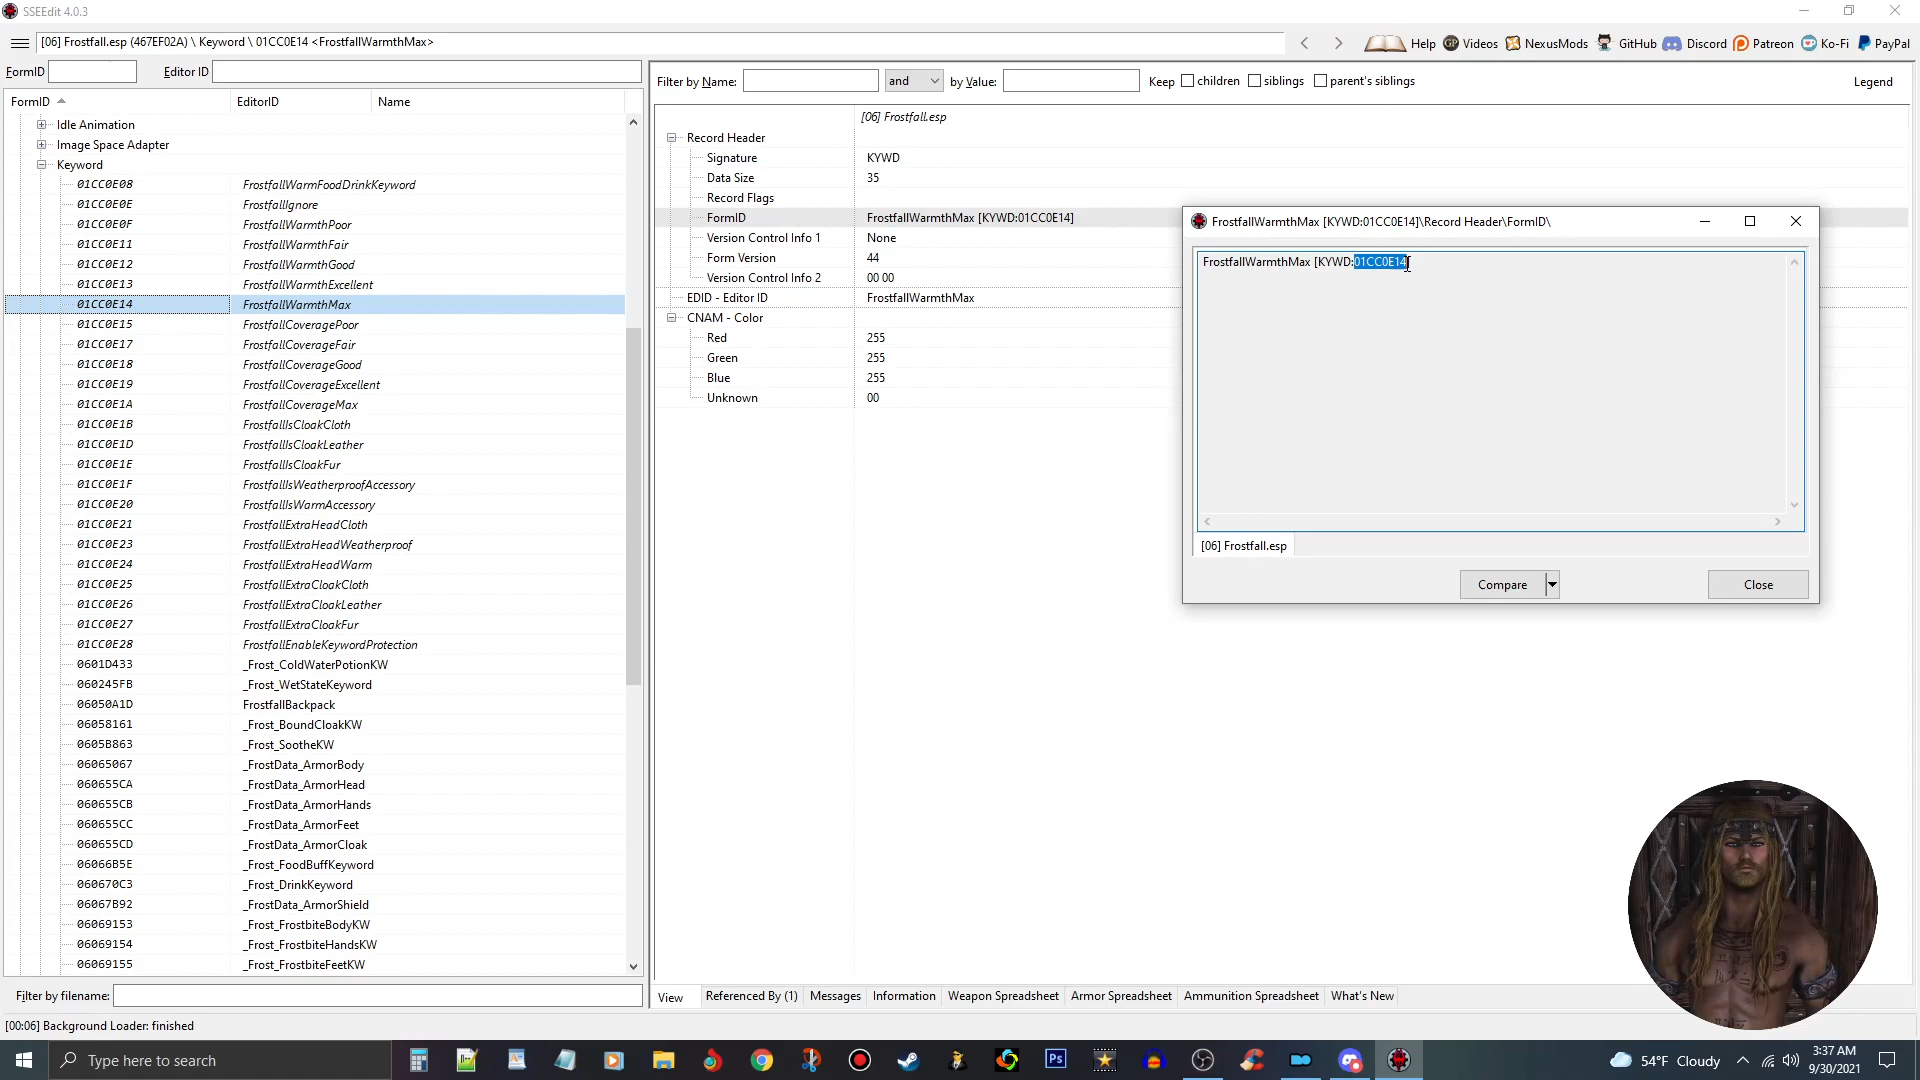 SSEEdit 4.0.3
[06] Frostfall.esp (467EF02A) \ Keyword \ 01CC0E14 <FrostfallWarmthMax>
Help Videos NexusMods GitHub Discord Patreon Ko-Fi PayPal
FormID Editor ID
FormID EditorID Name
Idle Animation
Image Space Adapter
Keyword
01CC0E08 FrostfallWarmFoodDrinkKeyword
01CC0E0E FrostfallIgnore
01CC0E0F FrostfallWarmthPoor
01CC0E11 FrostfallWarmthFair
01CC0E12 FrostfallWarmthGood
01CC0E13 FrostfallWarmthExcellent
01CC0E14 FrostfallWarmthMax
01CC0E15 FrostfallCoveragePoor
01CC0E17 FrostfallCoverageFair
01CC0E18 FrostfallCoverageGood
01CC0E19 FrostfallCoverageExcellent
01CC0E1A FrostfallCoverageMax
01CC0E1B FrostfallIsCloakCloth
01CC0E1D FrostfallIsCloakLeather
01CC0E1E FrostfallIsCloakFur
01CC0E1F FrostfallIsWeatherproofAccessory
01CC0E20 FrostfallIsWarmAccessory
01CC0E21 FrostfallExtraHeadCloth
01CC0E23 FrostfallExtraHeadWeatherproof
01CC0E24 FrostfallExtraHeadWarm
01CC0E25 FrostfallExtraCloakCloth
01CC0E26 FrostfallExtraCloakLeather
01CC0E27 FrostfallExtraCloakFur
01CC0E28 FrostfallEnableKeywordProtection
0601D433 _Frost_ColdWaterPotionKW
060245FB _Frost_WetStateKeyword
06050A1D FrostfallBackpack
06058161 _Frost_BoundCloakKW
0605B863 _Frost_SootheKW
06065067 _FrostData_ArmorBody
060655CA _FrostData_ArmorHead
060655CB _FrostData_ArmorHands
060655CC _FrostData_ArmorFeet
060655CD _FrostData_ArmorCloak
06066B5E _Frost_FoodBuffKeyword
060670C3 _Frost_DrinkKeyword
06067B92 _FrostData_ArmorShield
06069153 _Frost_FrostbiteBodyKW
06069154 _Frost_FrostbiteHandsKW
06069155 _Frost_FrostbiteFeetKW
Filter by filename:
[00:06] Background Loader: finished
Filter by Name: and by Value: Keep children siblings parent's siblings Legend
[06] Frostfall.esp
Record Header
Signature KYWD
Data Size 35
Record Flags
FormID FrostfallWarmthMax [KYWD:01CC0E14]
Version Control Info 1 None
Form Version 44
Version Control Info 2 00 00
EDID - Editor ID FrostfallWarmthMax
CNAM - Color
Red 255
Green 255
Blue 255
Unknown 00
FrostfallWarmthMax [KYWD:01CC0E14]\Record Header\FormID\
FrostfallWarmthMax [KYWD:01CC0E14]
[06] Frostfall.esp
Compare Close
View Referenced By (1) Messages Information Weapon Spreadsheet Armor Spreadsheet Ammunition Spreadsheet What's New
Type here to search
Ps
54°F Cloudy
3:37 AM
9/30/2021